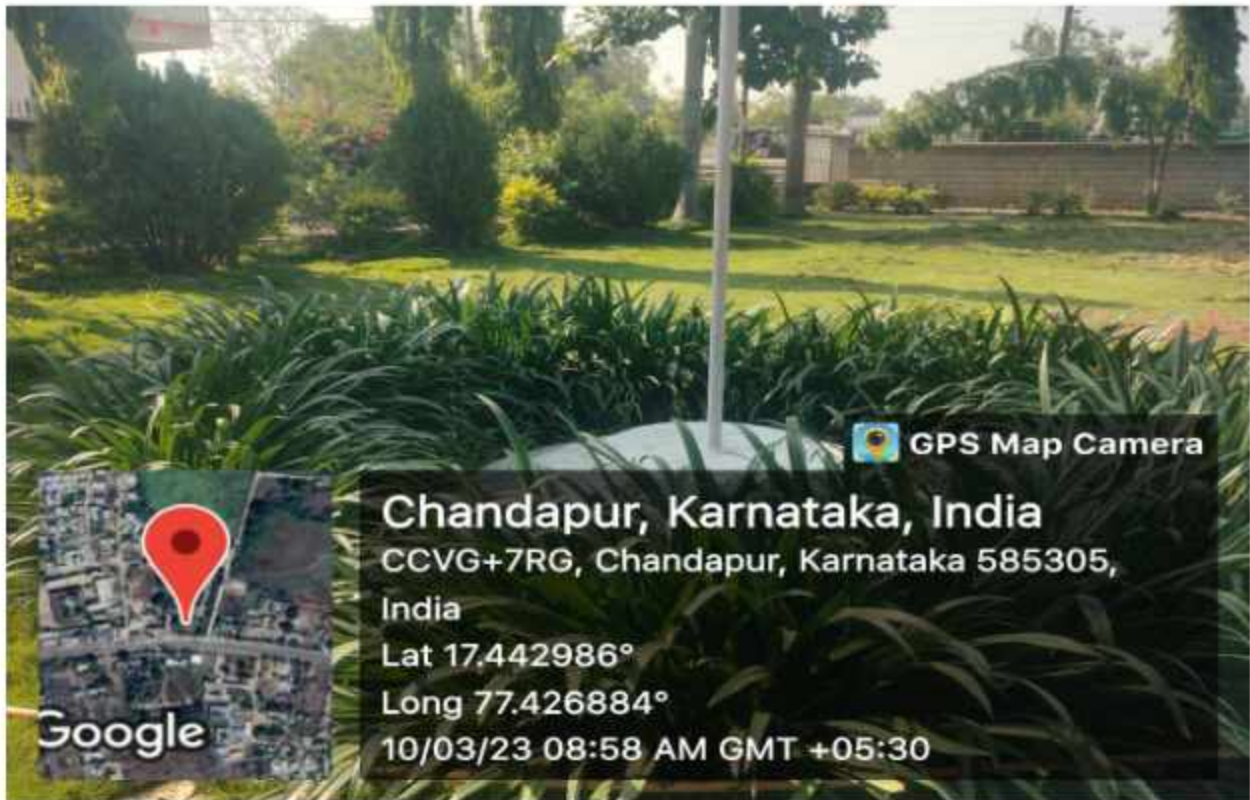 GPS Map Camera
Chandapur, Karnataka, India
CCVG+7RG, Chandapur, Karnataka 585305,
India
Lat 17.442986°
Long 77.426884°
10/03/23 08:58 AM GMT +05:30
Google